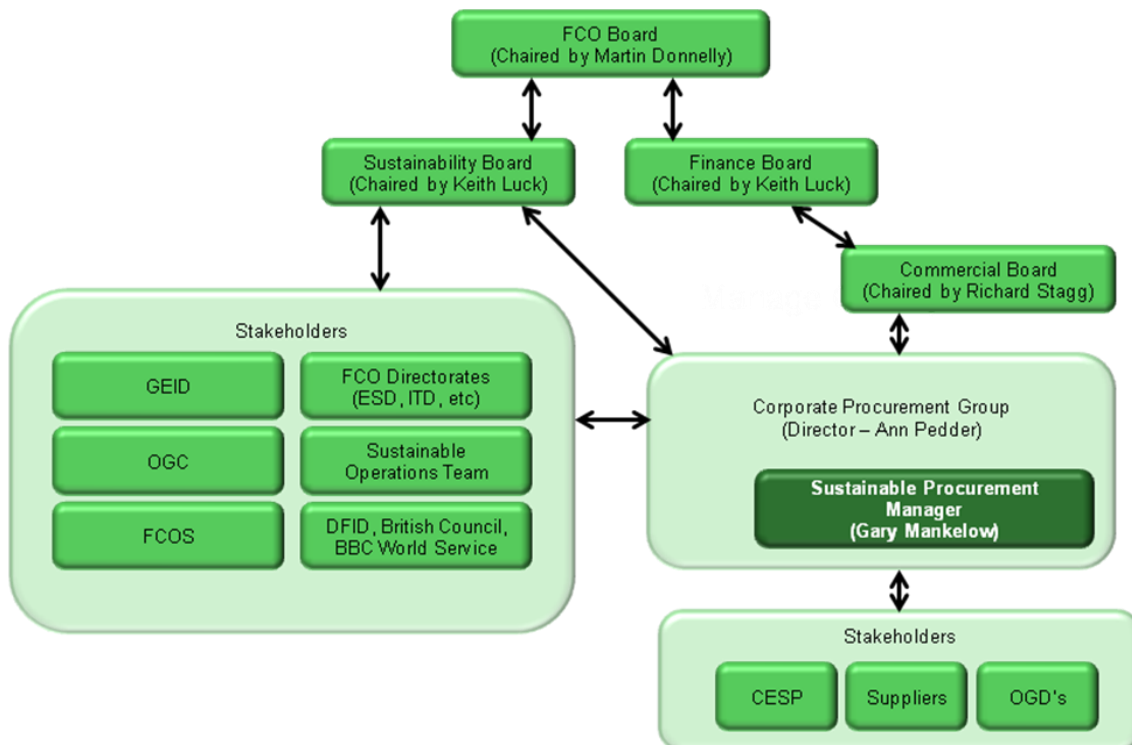 FCO Board
(Chaired by Martin Donnelly)
Sustainability Board
(Chaired by Keith Luck)
Finance Board
(Chaired by Keith Luck)
Commercial Board
(Chaired by Richard Stagg)
Stakeholders
GEID
FCO Directorates
(ESD, ITD, etc)
OGC
Sustainable
Operations Team
FCOS
DFID, British Council,
BBC World Service
Corporate Procurement Group
(Director – Ann Pedder)
Sustainable Procurement
Manager
(Gary Mankelow)
Stakeholders
CESP
Suppliers
OGD's